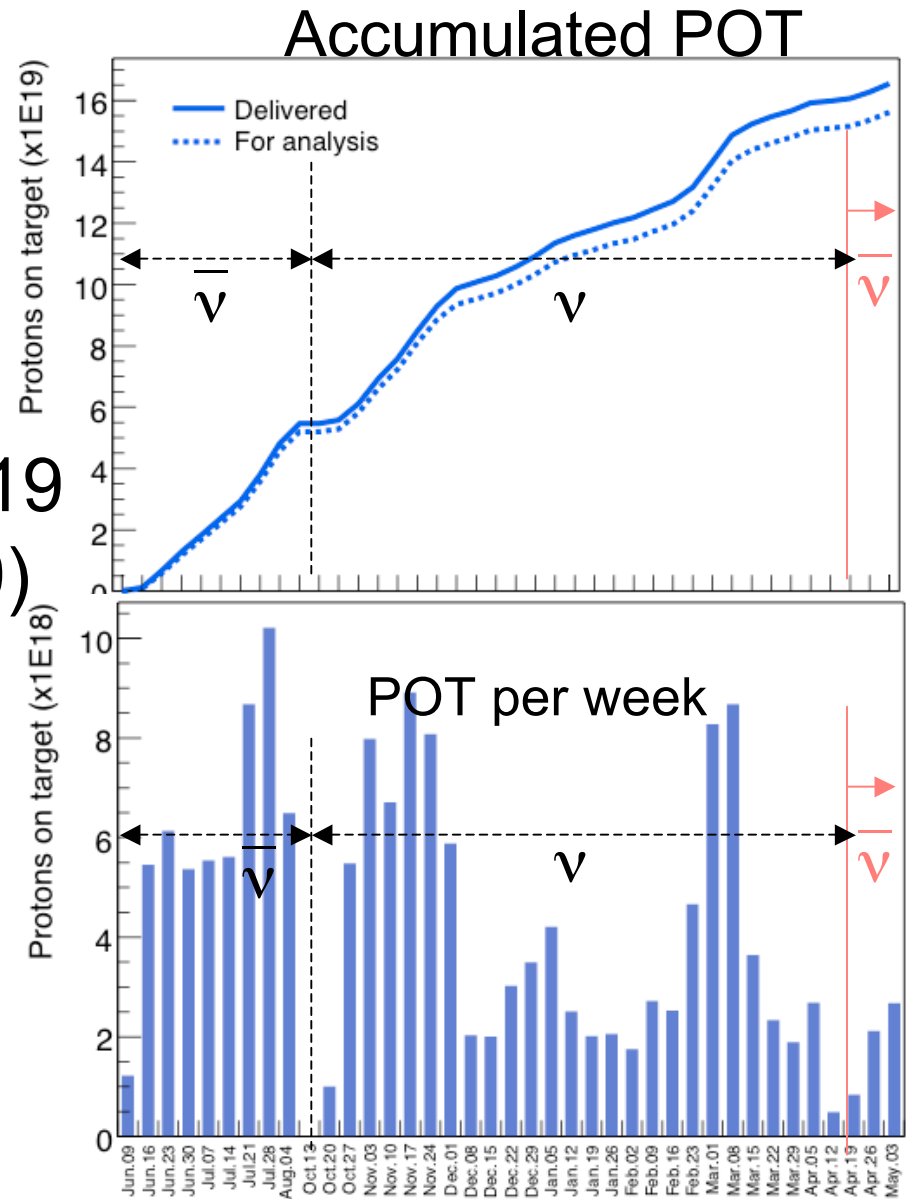 Accumulated POT
Protons on target (x1E19)
16
14
12
10
8
6
4
2
0
Delivered
For analysis
ν̅
ν
ν̅
19
)
Protons on target (x1E18)
10
8
6
4
2
0
POT per week
ν̅
ν
ν̅
Jun.09
Jun.16
Jun.23
Jun.30
Jul.07
Jul.14
Jul.21
Jul.28
Aug.04
Oct.13
Oct.20
Oct.27
Nov.03
Nov.10
Nov.17
Nov.24
Dec.01
Dec.08
Dec.15
Dec.22
Dec.29
Jan.05
Jan.12
Jan.19
Jan.26
Feb.02
Feb.09
Feb.16
Feb.23
Mar.01
Mar.08
Mar.15
Mar.22
Mar.29
Apr.05
Apr.12
Apr.19
Apr.26
May.03